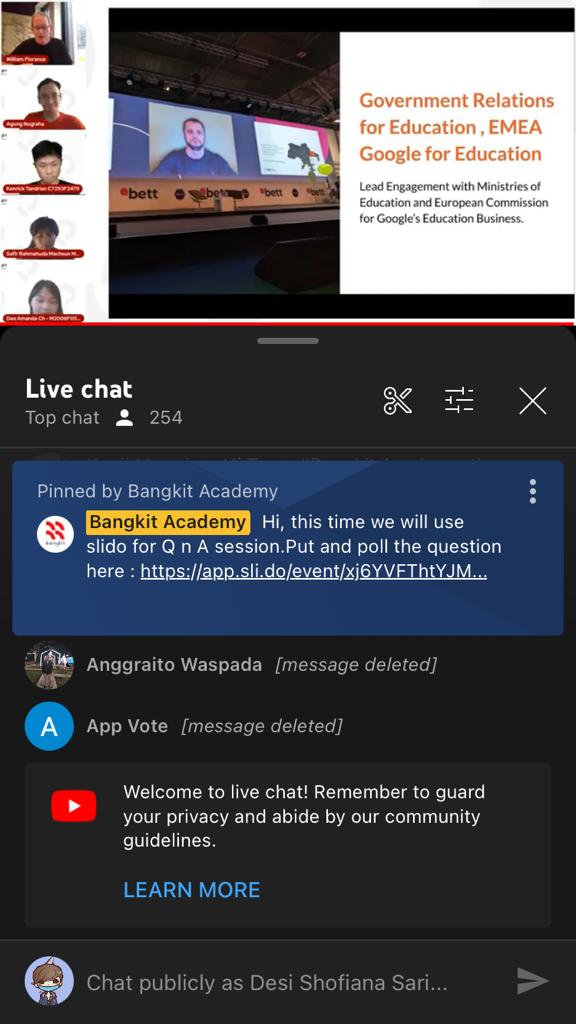 William Florance
Agung Nugraha
Kenrick Tandrian C7293F2479
Safir Rahmahuda Machsun M...
Dea Amanda Ch - M2006F05...
bett
bett
bett
bett
Government Relations
for Education , EMEA
Google for Education
Lead Engagement with Ministries of
Education and European Commission
for Google's Education Business.
Live chat
Top chat 254
Pinned by Bangkit Academy
Bangkit Academy Hi, this time we will use
slido for Q n A session.Put and poll the question
here : https://app.sli.do/event/xj6YVFThtYJM...
Anggraito Waspada [message deleted]
A App Vote [message deleted]
Welcome to live chat! Remember to guard
your privacy and abide by our community
guidelines.
LEARN MORE
Chat publicly as Desi Shofiana Sari...